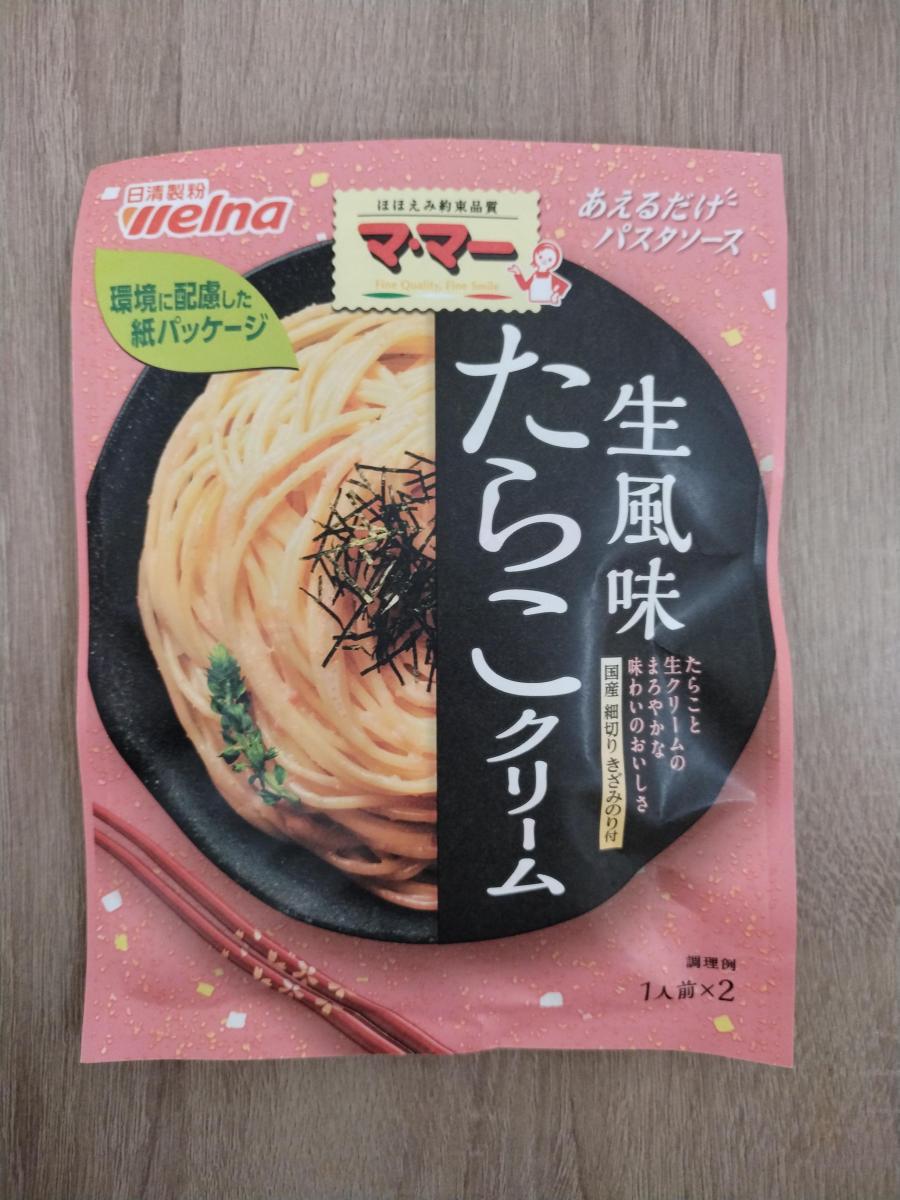 日清製粉
Welna
環境に配慮した
紙パッケージ
ほほえみ約束品質
マ・マー
Fine Quality, Fine Smile
あえるだけ
パスタソース
生風味
たらこクリーム
たらこと
生クリームの
まろやかな
味わいのおいしさ
国産 細切り きざみのり付
調理例
1人前×2